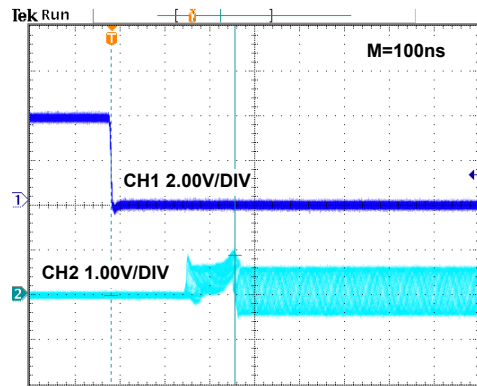 Tek Run
T
T
M=100ns
1
CH1 2.00V/DIV
CH2 1.00V/DIV
2